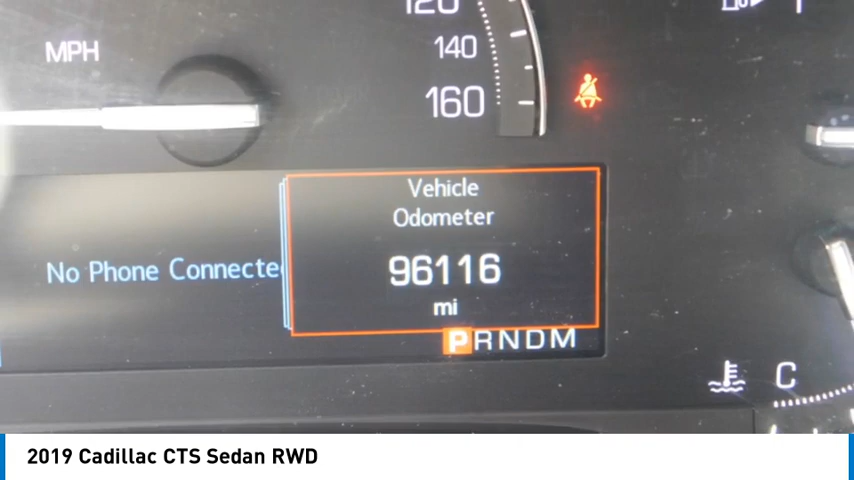 120
MPH
140
160
Vehicle
Odometer
No Phone Connecte
96116
mi
PRNDM
C
2019 Cadillac CTS Sedan RWD